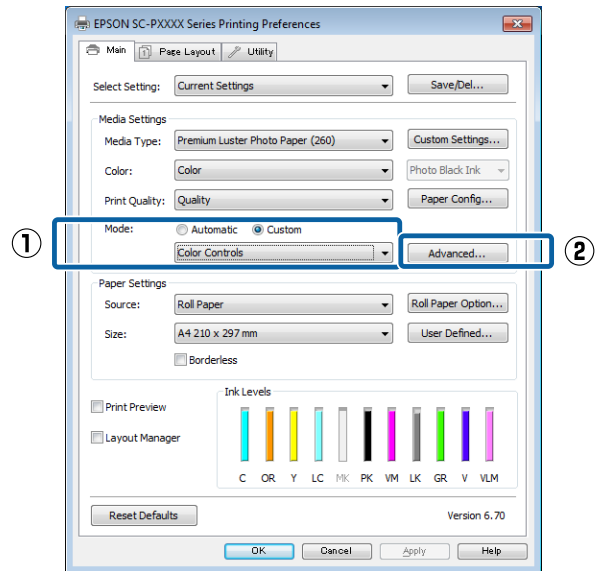 EPSON SC-PXXXX Series Printing Preferences
Main Page Layout Utility
Select Setting: Current Settings Save/Del...
Media Settings
Media Type: Premium Luster Photo Paper (260) Custom Settings...
Color: Color Photo Black Ink
Print Quality: Quality Paper Config...
Mode: Automatic Custom
① Color Controls Advanced... ②
Paper Settings
Source: Roll Paper Roll Paper Option...
Size: A4 210 x 297 mm User Defined...
Borderless
Ink Levels
Print Preview
Layout Manager
C OR Y LC MK PK VM LK GR V VLM
Reset Defaults Version 6.70
OK Cancel Apply Help